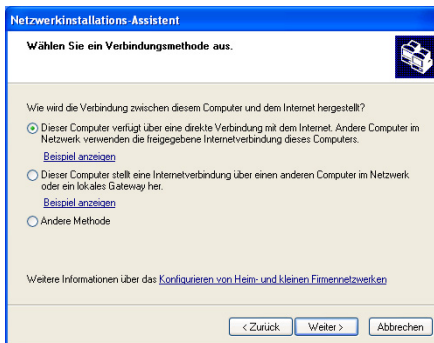 Netzwerkinstallations-Assistent
Wählen Sie ein Verbindungsmethode aus.
Wie wird die Verbindung zwischen diesem Computer und dem Internet hergestellt?
Dieser Computer verfügt über eine direkte Verbindung mit dem Internet. Andere Computer im
Netzwerk verwenden die freigegebene Internetverbindung dieses Computers.
Beispiel anzeigen
Dieser Computer stellt eine Internetverbindung über einen anderen Computer im Netzwerk
oder ein lokales Gateway her.
Beispiel anzeigen
Andere Methode
Weitere Informationen über das Konfigurieren von Heim- und kleinen Firmennetzwerken
< Zurück Weiter > Abbrechen